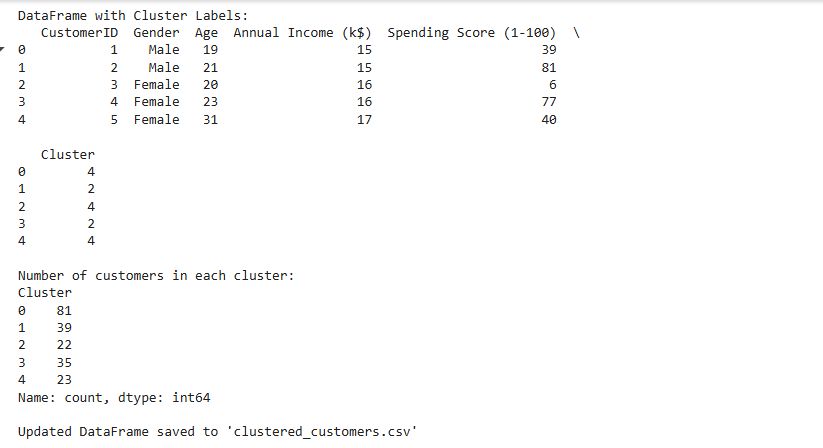 DataFrame with Cluster Labels:
   CustomerID  Gender  Age  Annual Income (k$)  Spending Score (1-100)  \
0           1    Male   19                  15                      39
1           2    Male   21                  15                      81
2           3  Female   20                  16                       6
3           4  Female   23                  16                      77
4           5  Female   31                  17                      40
   Cluster
0        4
1        2
2        4
3        2
4        4
Number of customers in each cluster:
Cluster
0    81
1    39
2    22
3    35
4    23
Name: count, dtype: int64
Updated DataFrame saved to 'clustered_customers.csv'